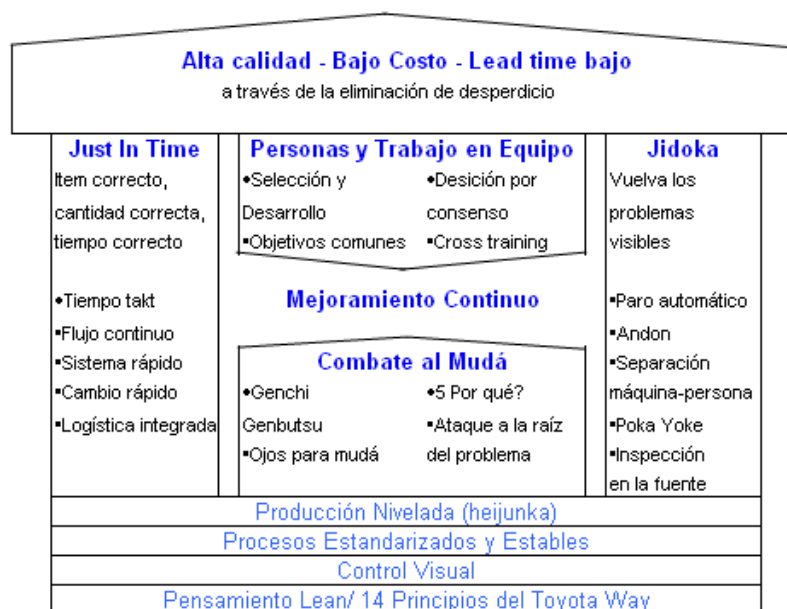 Alta calidad - Bajo Costo - Lead time bajo
a través de la eliminación de desperdicio
Just In Time
Item correcto,
cantidad correcta,
tiempo correcto
•Tiempo takt
▪Flujo continuo
▪Sistema rápido
▪Cambio rápido
▪Logística integrada
Personas y Trabajo en Equipo
•Selección y
Desarrollo
▪Objetivos comunes
•Desición por
consenso
▪Cross training
Mejoramiento Continuo
Combate al Mudá
•Genchi
Genbutsu
▪Ojos para mudá
•5 Por qué?
▪Ataque a la raíz
del problema
Jidoka
Vuelva los
problemas
visibles
▪Paro automático
▪Andon
▪Separación
máquina-persona
▪Poka Yoke
▪Inspección
en la fuente
Producción Nivelada (heijunka)
Procesos Estandarizados y Estables
Control Visual
Pensamiento Lean/ 14 Principios del Toyota Way